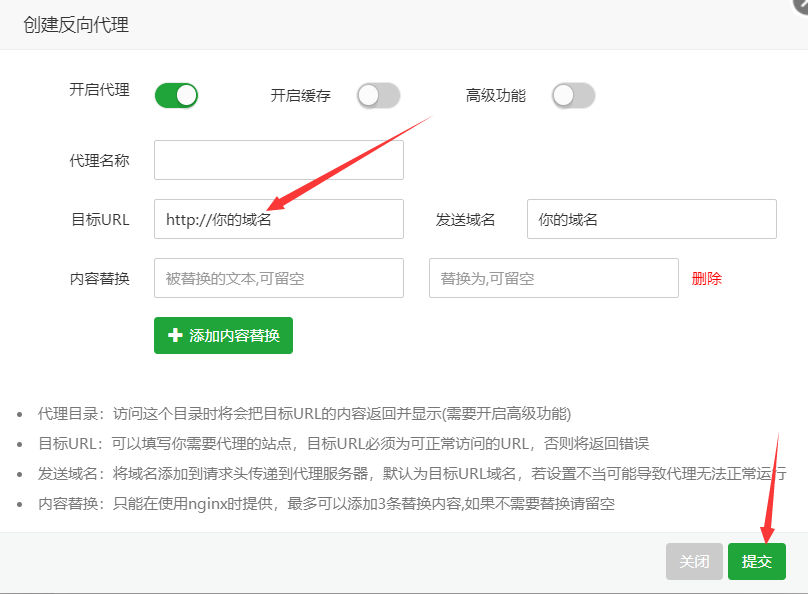 创建反向代理
开启代理 开启缓存 高级功能
代理名称
目标URL http://你的域名 发送域名 你的域名
内容替换 被替换的文本,可留空 替换为,可留空 删除
添加内容替换
代理目录：访问这个目录时将会把目标URL的内容返回并显示(需要开启高级功能)
目标URL：可以填写你需要代理的站点，目标URL必须为可正常访问的URL，否则将返回错误
发送域名：将域名添加到请求头传递到代理服务器，默认为目标URL域名，若设置不当可能导致代理无法正常运行
内容替换：只能在使用nginx时提供，最多可以添加3条替换内容,如果不需要替换请留空
关闭 提交